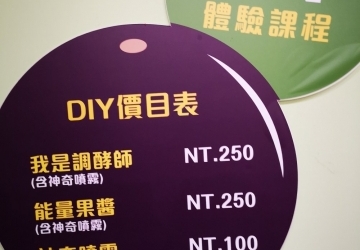 體驗課程
DIY價目表
我是調酵師 NT.250
(含神奇噴霧)
能量果醬 NT.250
(含神奇噴霧)
NT.100